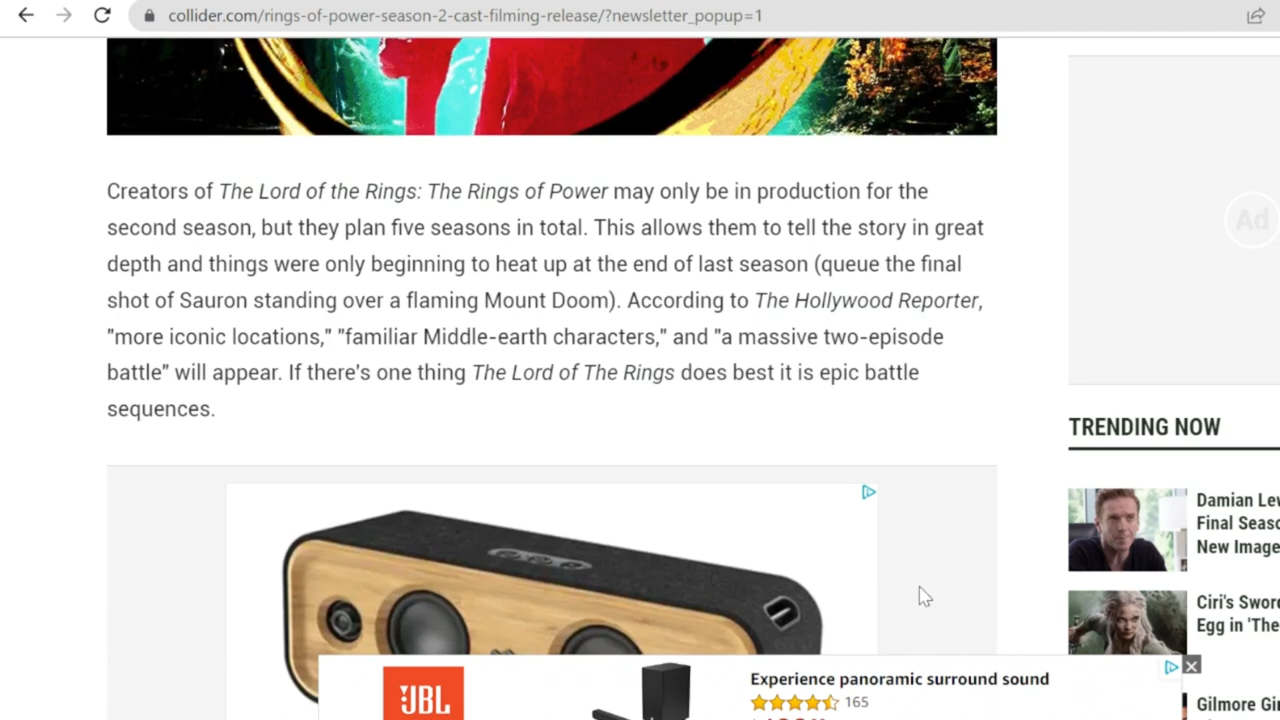 collider.com/rings-of-power-season-2-cast-filming-release/?newsletter_popup=1
Creators of The Lord of the Rings: The Rings of Power may only be in production for the
second season, but they plan five seasons in total. This allows them to tell the story in great
depth and things were only beginning to heat up at the end of last season (queue the final
shot of Sauron standing over a flaming Mount Doom). According to The Hollywood Reporter,
"more iconic locations," "familiar Middle-earth characters," and "a massive two-episode
battle" will appear. If there's one thing The Lord of The Rings does best it is epic battle
sequences.
Ad
TRENDING NOW
Damian Lew
Final Seaso
New Image
Ciri's Swor
Egg in 'The
Gilmore Gi
JBL
Experience panoramic surround sound
165